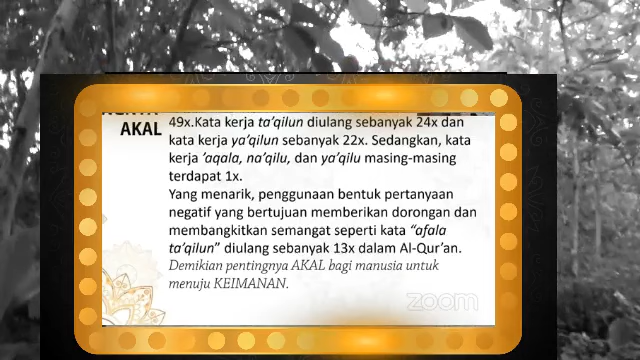 AKAL
49x.Kata kerja ta’qilun diulang sebanyak 24x dan
kata kerja ya’qilun sebanyak 22x. Sedangkan, kata
kerja ‘aqala, na’qilu, dan ya’qilu masing-masing
terdapat 1x.
Yang menarik, penggunaan bentuk pertanyaan
negatif yang bertujuan memberikan dorongan dan
membangkitkan semangat seperti kata “afala
ta’qilun” diulang sebanyak 13x dalam Al-Qur’an.
Demikian pentingnya AKAL bagi manusia untuk
menuju KEIMANAN.
zoom